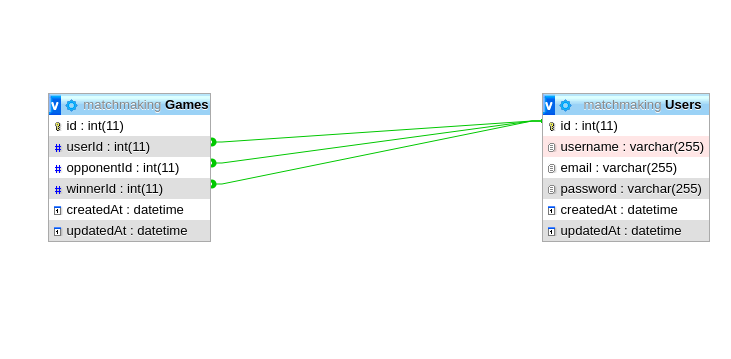 v matchmaking Games
id : int(11)
# userId : int(11)
# opponentId : int(11)
# winnerId : int(11)
createdAt : datetime
updatedAt : datetime
v matchmaking Users
id : int(11)
username : varchar(255)
email : varchar(255)
password : varchar(255)
createdAt : datetime
updatedAt : datetime